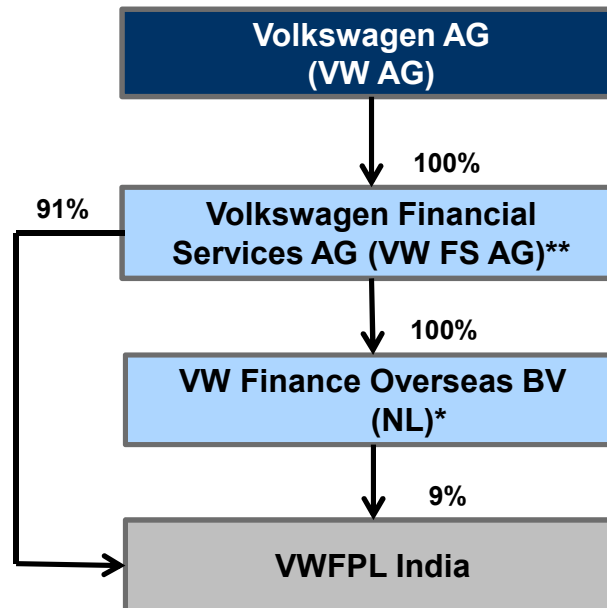 Volkswagen AG
(VW AG)
100%
91%
Volkswagen Financial
Services AG (VW FS AG)**
100%
VW Finance Overseas BV
(NL)*
9%
VWFPL India